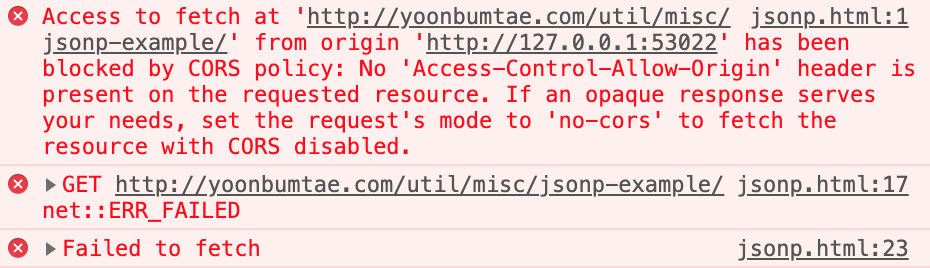 Access to fetch at 'http://yoonbumtae.com/util/misc/ jsonp.html:1
jsonp-example/' from origin 'http://127.0.0.1:53022' has been
blocked by CORS policy: No 'Access-Control-Allow-Origin' header is
present on the requested resource. If an opaque response serves
your needs, set the request's mode to 'no-cors' to fetch the
resource with CORS disabled.
GET http://yoonbumtae.com/util/misc/jsonp-example/ jsonp.html:17
net::ERR_FAILED
Failed to fetch jsonp.html:23